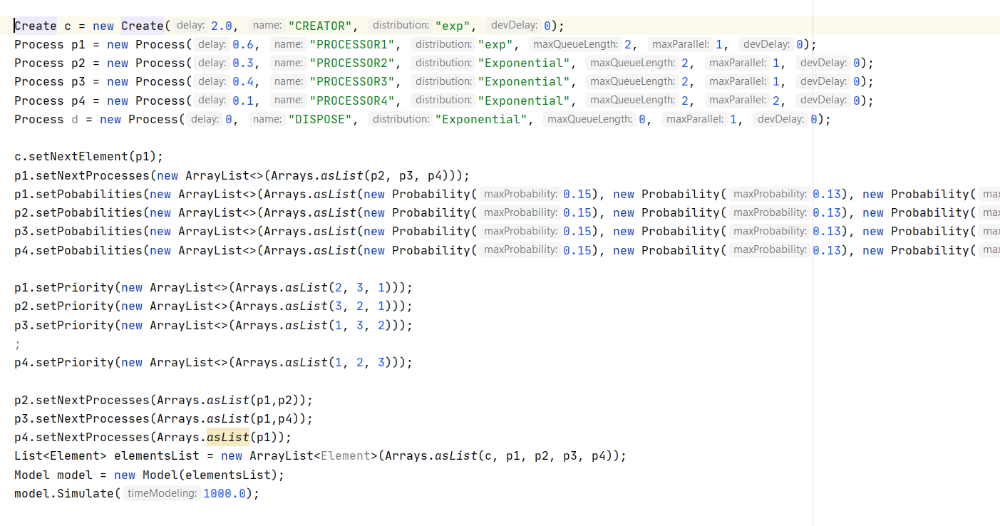 Create c = new Create( delay: 2.0, name: "CREATOR", distribution: "exp", devDelay: 0);
Process p1 = new Process( delay: 0.6, name: "PROCESSOR1", distribution: "exp", maxQueueLength: 2, maxParallel: 1, devDelay: 0);
Process p2 = new Process( delay: 0.3, name: "PROCESSOR2", distribution: "Exponential", maxQueueLength: 2, maxParallel: 1, devDelay: 0);
Process p3 = new Process( delay: 0.4, name: "PROCESSOR3", distribution: "Exponential", maxQueueLength: 2, maxParallel: 1, devDelay: 0);
Process p4 = new Process( delay: 0.1, name: "PROCESSOR4", distribution: "Exponential", maxQueueLength: 2, maxParallel: 2, devDelay: 0);
Process d = new Process( delay: 0, name: "DISPOSE", distribution: "Exponential", maxQueueLength: 0, maxParallel: 1, devDelay: 0);
c.setNextElement(p1);
p1.setNextProcesses(new ArrayList<>(Arrays.asList(p2, p3, p4)));
p1.setPobabilities(new ArrayList<>(Arrays.asList(new Probability( maxProbability: 0.15), new Probability( maxProbability: 0.13), new Probability( max
p2.setPobabilities(new ArrayList<>(Arrays.asList(new Probability( maxProbability: 0.15), new Probability( maxProbability: 0.13), new Probability( max
p3.setPobabilities(new ArrayList<>(Arrays.asList(new Probability( maxProbability: 0.15), new Probability( maxProbability: 0.13), new Probability( max
p4.setPobabilities(new ArrayList<>(Arrays.asList(new Probability( maxProbability: 0.15), new Probability( maxProbability: 0.13), new Probability( max
p1.setPriority(new ArrayList<>(Arrays.asList(2, 3, 1)));
p2.setPriority(new ArrayList<>(Arrays.asList(3, 2, 1)));
p3.setPriority(new ArrayList<>(Arrays.asList(1, 3, 2)));
;
p4.setPriority(new ArrayList<>(Arrays.asList(1, 2, 3)));
p2.setNextProcesses(Arrays.asList(p1,p2));
p3.setNextProcesses(Arrays.asList(p1,p4));
p4.setNextProcesses(Arrays.asList(p1));
List<Element> elementsList = new ArrayList<Element>(Arrays.asList(c, p1, p2, p3, p4));
Model model = new Model(elementsList);
model.Simulate( timeModeling: 1000.0);